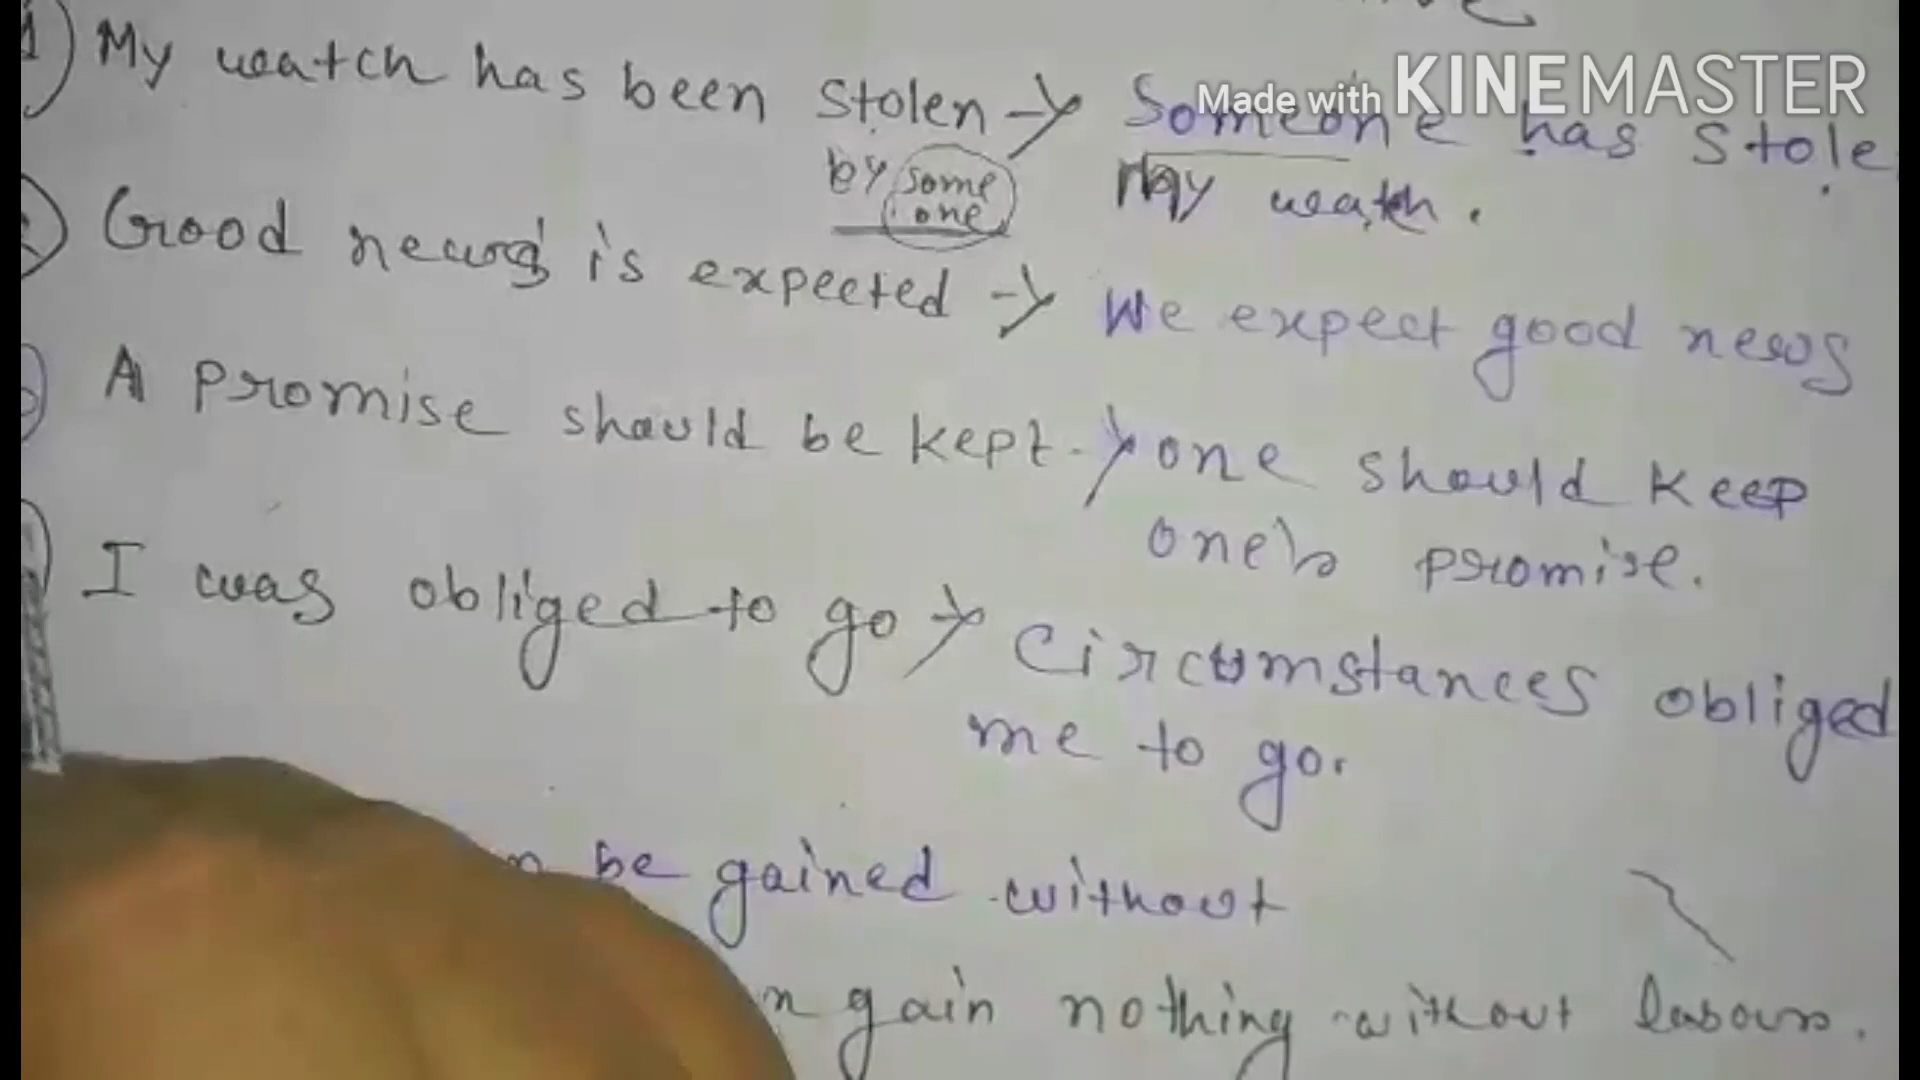 1) My watch has been stolen → Someone has stole
by some one
My watch.
Good news is expected → We expect good news
A promise should be kept. → one should keep
one's promise.
I was obliged to go → Circumstances obliged
me to go.
be gained without
gain nothing without labour.
Made with KINEMASTER